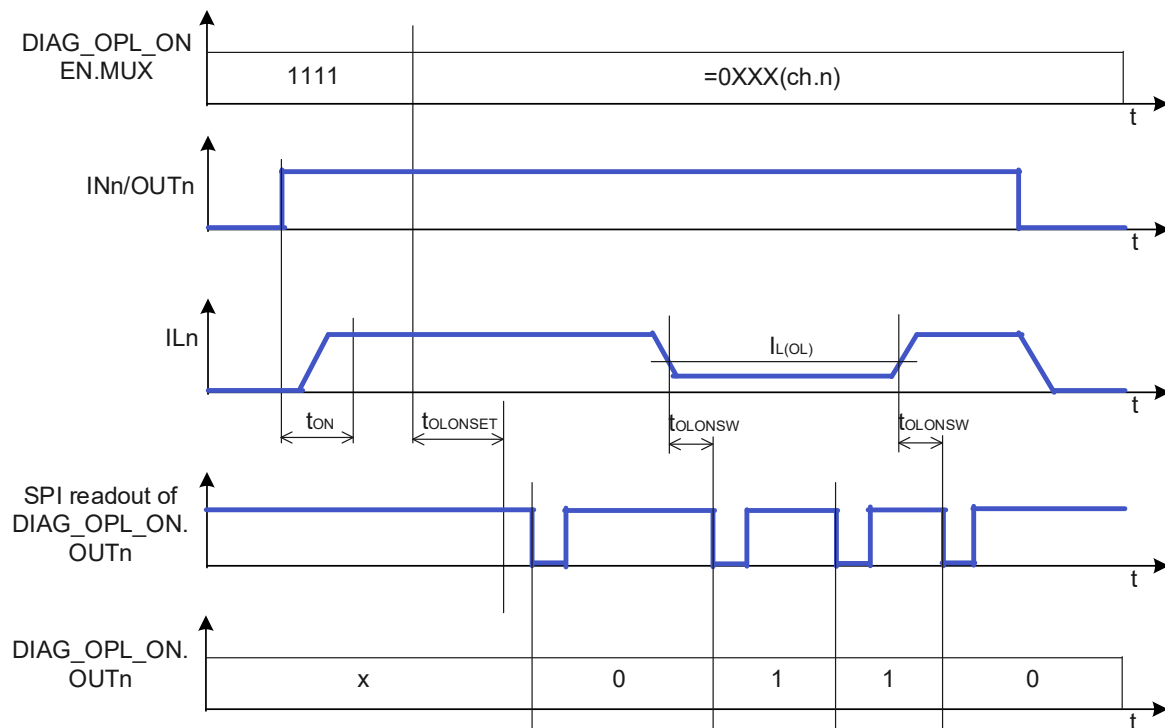 DIAG_OPL_ON
EN.MUX
1111
=0XXX(ch.n)
t
INn/OUTn
t
ILn
IL(OL)
t
tON
tOLONSET
tOLONSW
tOLONSW
SPI readout of
DIAG_OPL_ON.
OUTn
t
DIAG_OPL_ON.
OUTn
x
0
1
1
0
t